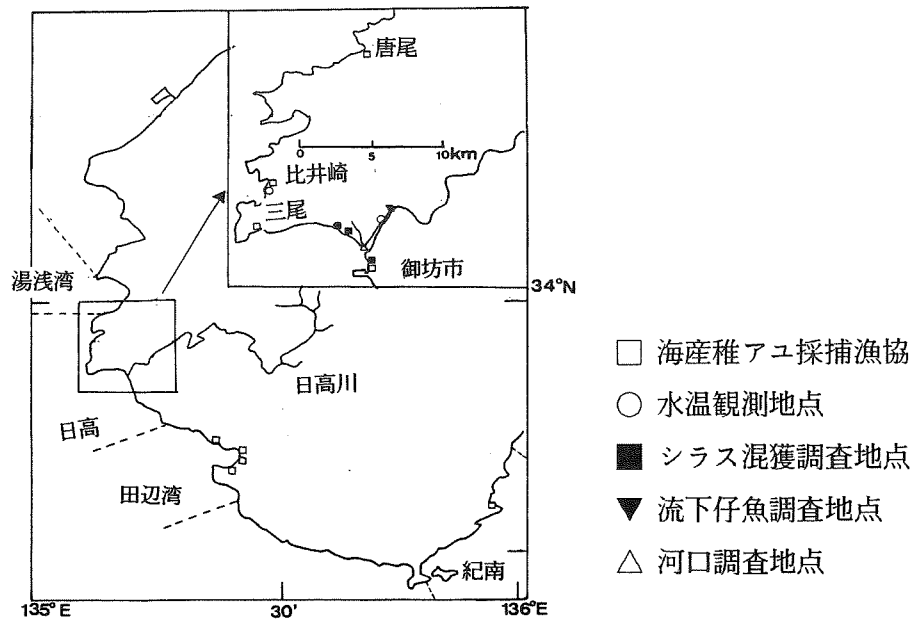 唐尾
0 5 10km
比井崎
三尾
御坊市
湯浅湾
34°N
日高川
日高
田辺湾
紀南
135°E 30' 136°E
□ 海産稚アユ採捕漁協
○ 水温観測地点
■ シラス混獲調査地点
▼ 流下仔魚調査地点
△ 河口調査地点